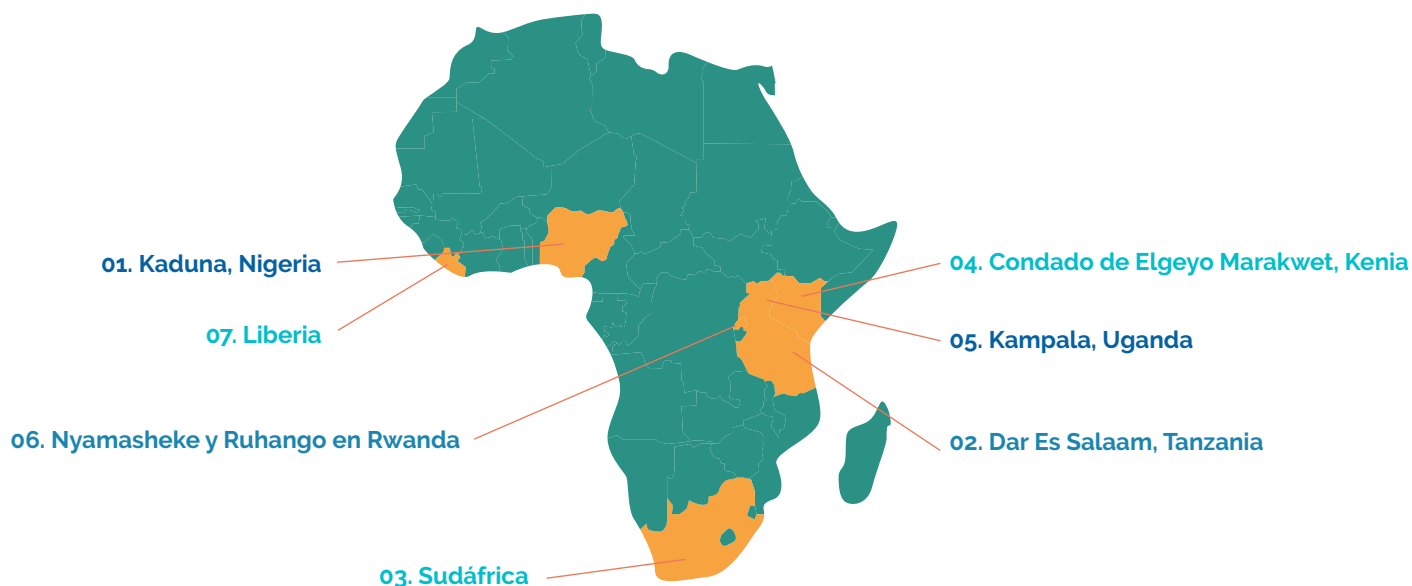 01. Kaduna, Nigeria
07. Liberia
06. Nyamasheke y Ruhango en Rwanda
03. Sudáfrica
04. Condado de Elgeyo Marakwet, Kenia
05. Kampala, Uganda
02. Dar Es Salaam, Tanzania